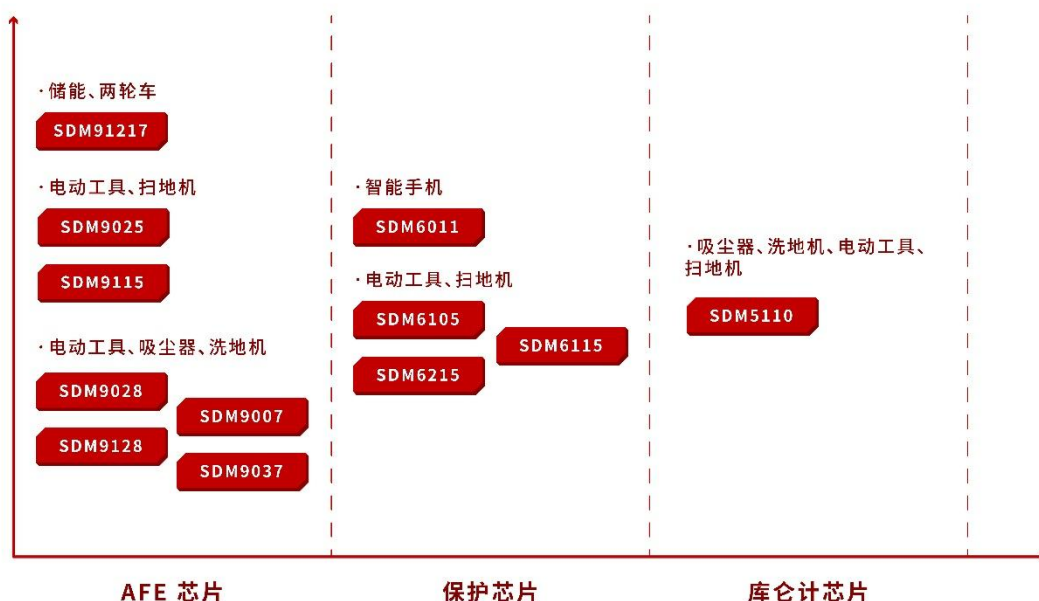 ·储能、两轮车
SDM91217
·电动工具、扫地机
SDM9025
SDM9115
·电动工具、吸尘器、洗地机
SDM9028
SDM9007
SDM9128
SDM9037
·智能手机
SDM6011
·电动工具、扫地机
SDM6105
SDM6115
SDM6215
·吸尘器、洗地机、电动工具、
扫地机
SDM5110
AFE 芯片
保护芯片
库仑计芯片